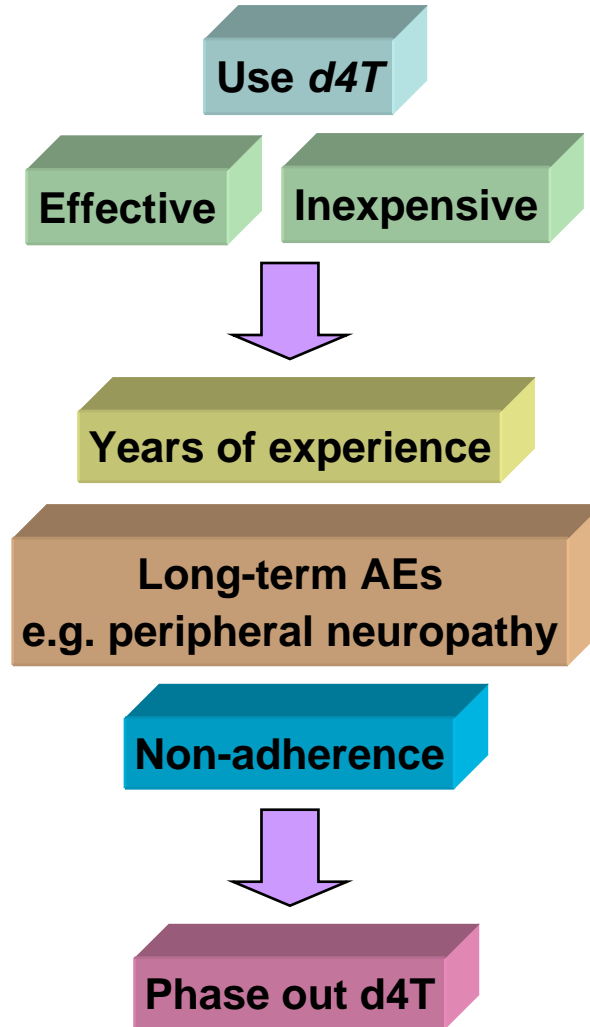 Use d4T
Effective
Inexpensive
Years of experience
Long-term AEs
e.g. peripheral neuropathy
Non-adherence
Phase out d4T